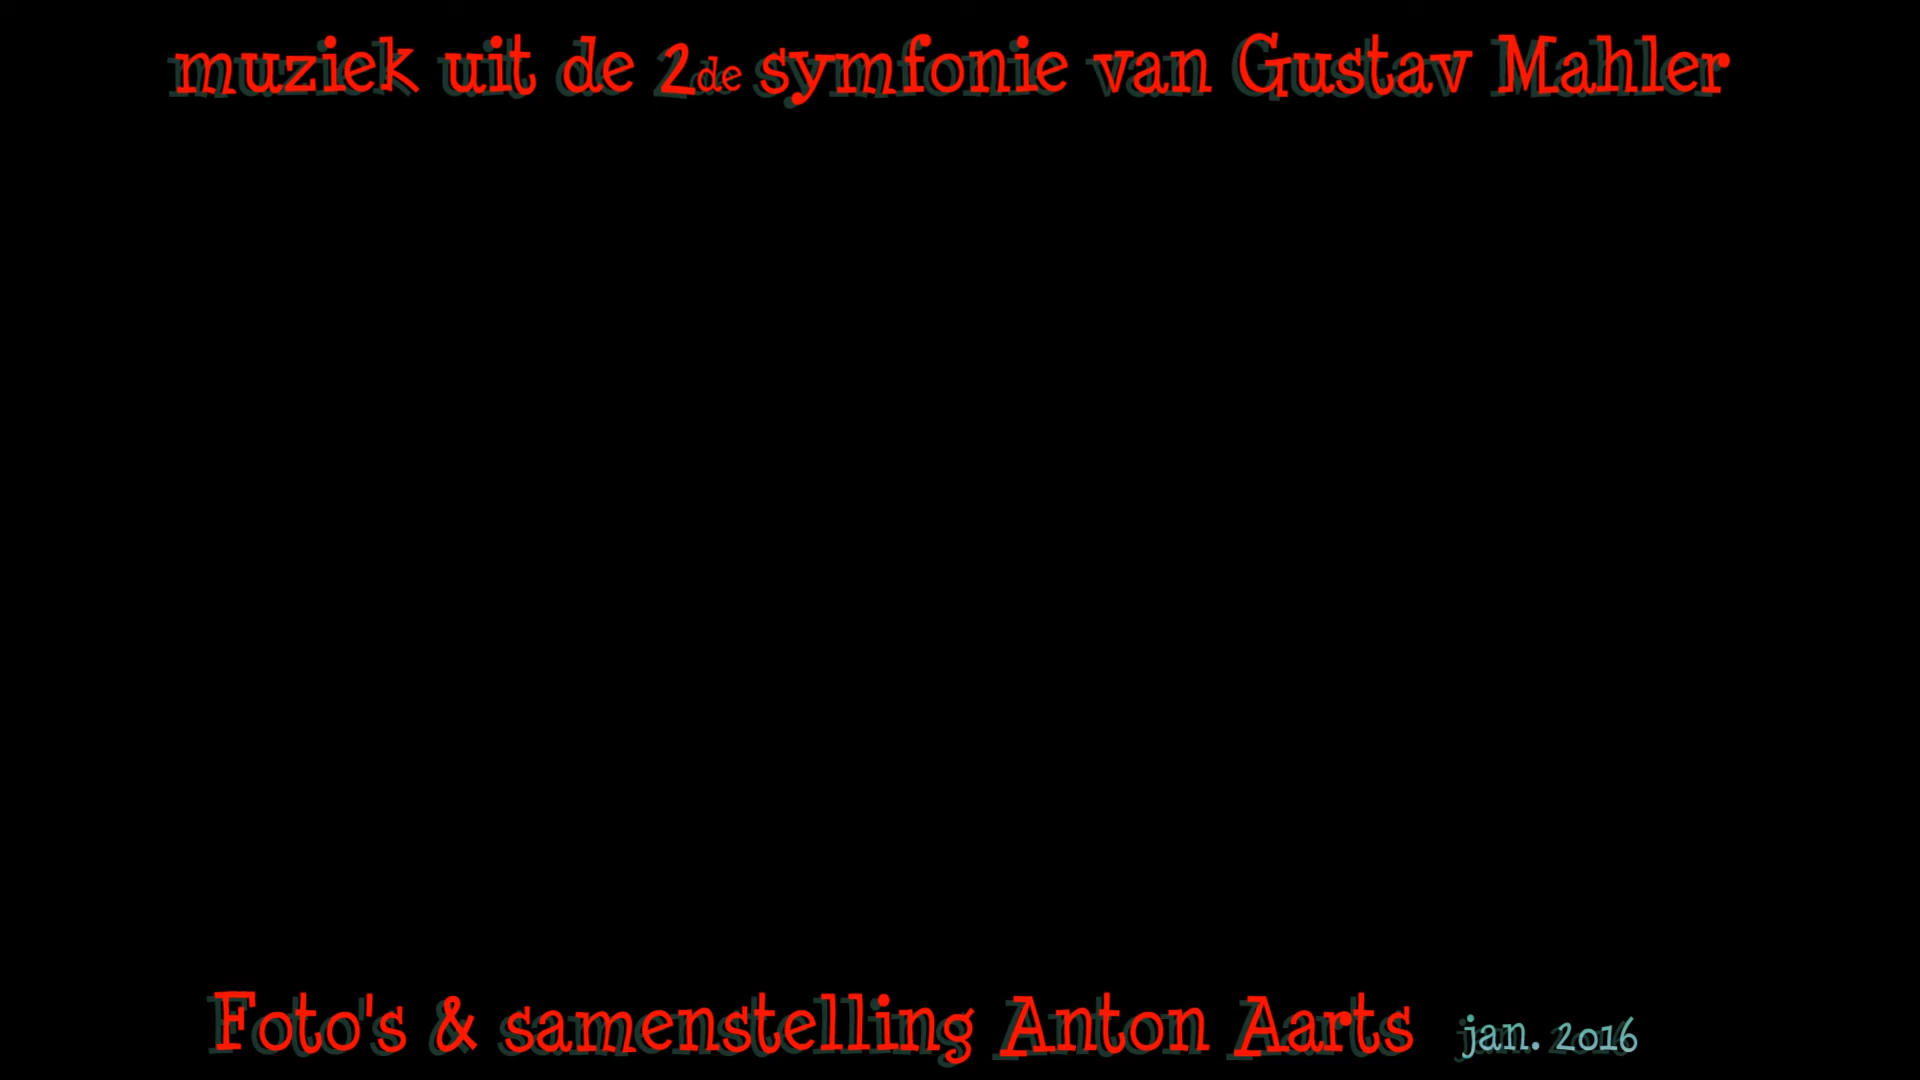 muziek uit de 2de symfonie van Gustav Mahler
Foto's & samenstelling Anton Aarts jan. 2016